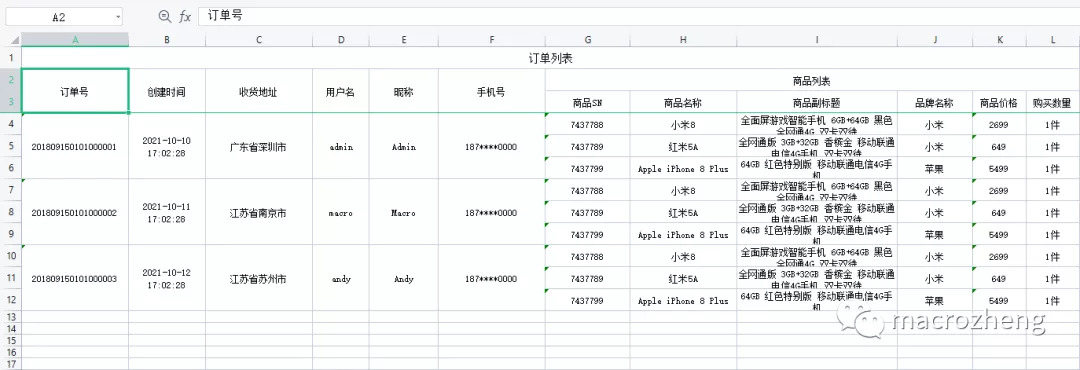 A2
fx 订单号
A B C D E F G H I J K L
1 订单列表
2 订单号 创建时间 收货地址 用户名 昵称 手机号 商品列表
3 商品SN 商品名称 商品副标题 品牌名称 商品价格 购买数量
4 7437788 小米8 全面屏游戏智能手机 6GB+64GB 黑色 小米 2699 1件
全网通4G 双卡双待
5 201809150101000001 2021-10-10 17:02:28 广东省深圳市 admin Admin 187****0000 7437789 红米5A 全网通版 3GB+32GB 香槟金 移动联通 小米 649 1件
电信4G手机 双卡双待
6 7437799 Apple iPhone 8 Plus 64GB 红色特别版 移动联通电信4G手 苹果 5499 1件
机
7 7437788 小米8 全面屏游戏智能手机 6GB+64GB 黑色 小米 2699 1件
全网通4G 双卡双待
8 201809150101000002 2021-10-11 17:02:28 江苏省南京市 macro Macro 187****0000 7437789 红米5A 全网通版 3GB+32GB 香槟金 移动联通 小米 649 1件
电信4G手机 双卡双待
9 7437799 Apple iPhone 8 Plus 64GB 红色特别版 移动联通电信4G手 苹果 5499 1件
机
10 7437788 小米8 全面屏游戏智能手机 6GB+64GB 黑色 小米 2699 1件
全网通4G 双卡双待
11 201809150101000003 2021-10-12 17:02:28 江苏省苏州市 andy Andy 187****0000 7437789 红米5A 全网通版 3GB+32GB 香槟金 移动联通 小米 649 1件
电信4G手机 双卡双待
12 7437799 Apple iPhone 8 Plus 64GB 红色特别版 移动联通电信4G手 苹果 5499 1件
机
13
macrozheng
14
15
16
17